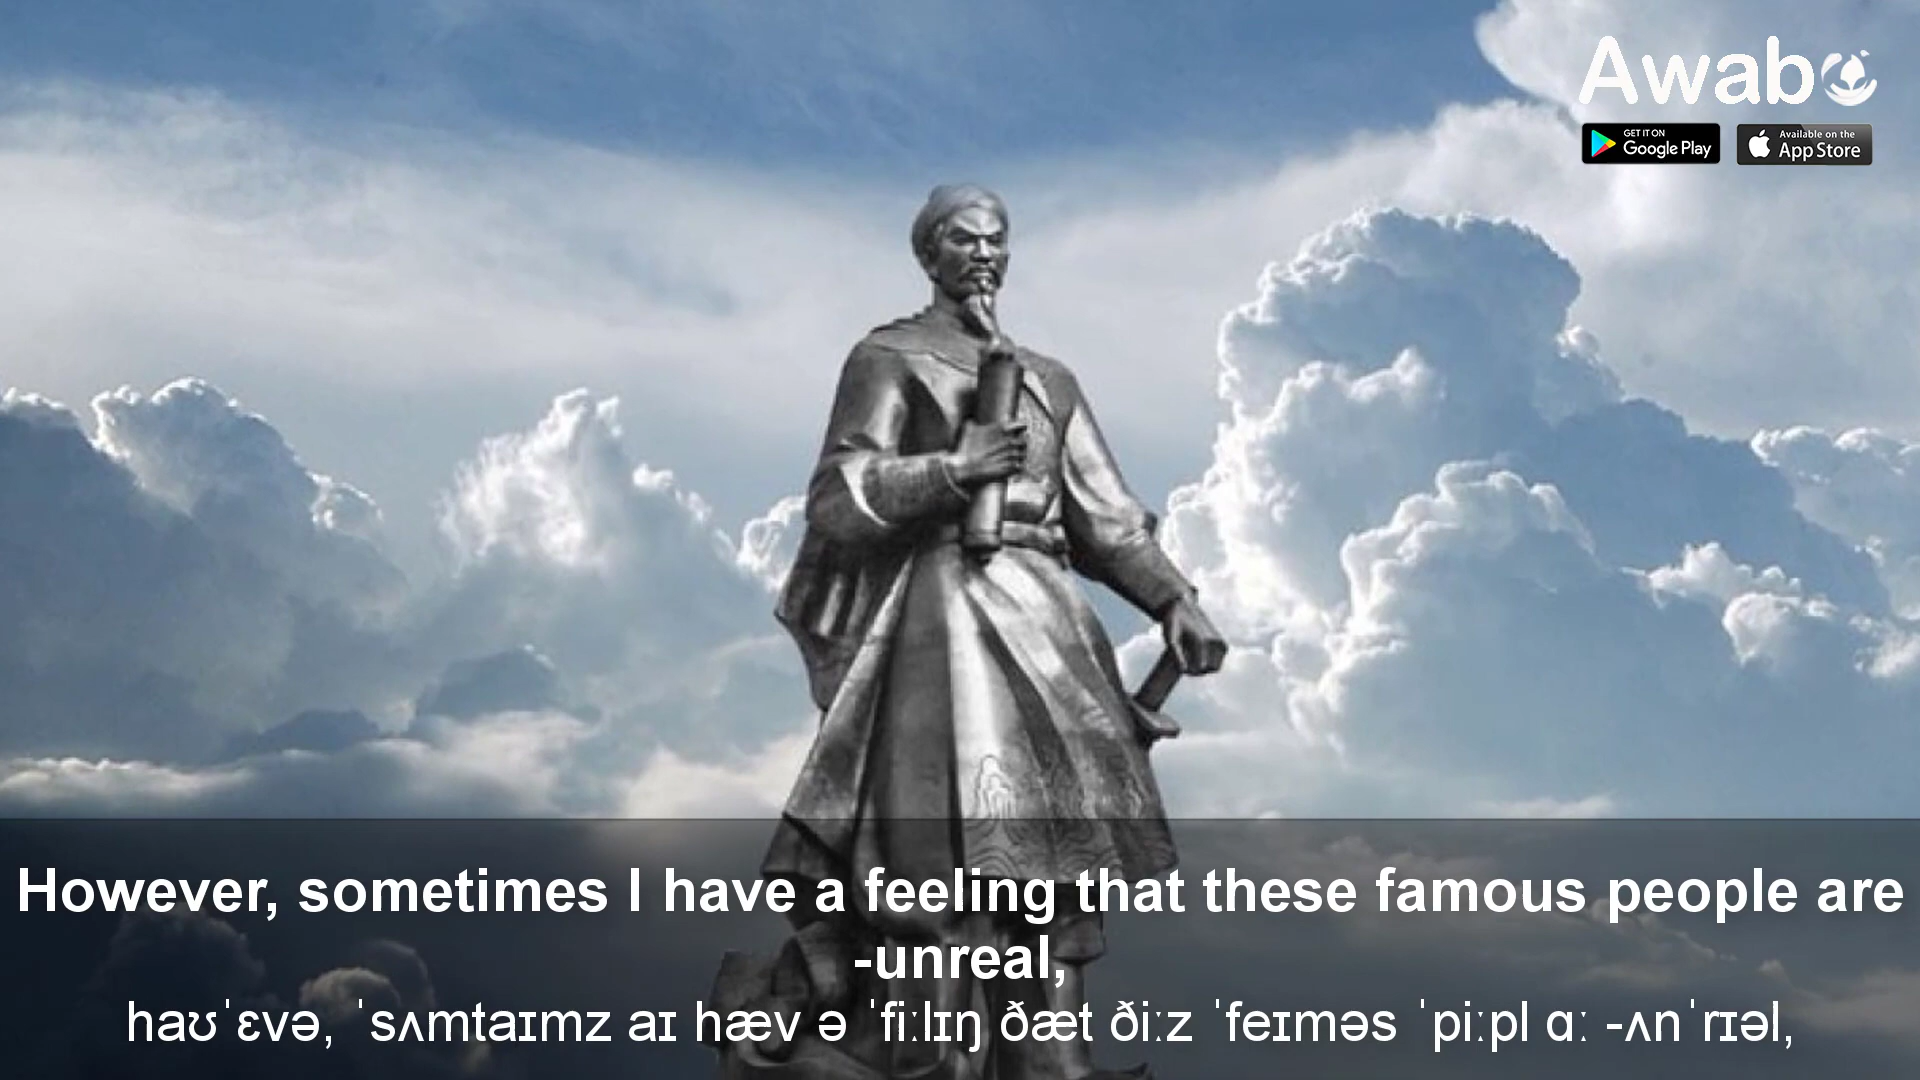 Awab
GET IT ON
Google Play
Available on the
App Store
However, sometimes I have a feeling that these famous people are
-unreal,
haʊˈɛvə, ˈsʌmtaɪmz aɪ hæv ə ˈfiːlɪŋ ðæt ðiːz ˈfeɪməs ˈpiːpl ɑː -ʌnˈrɪəl,